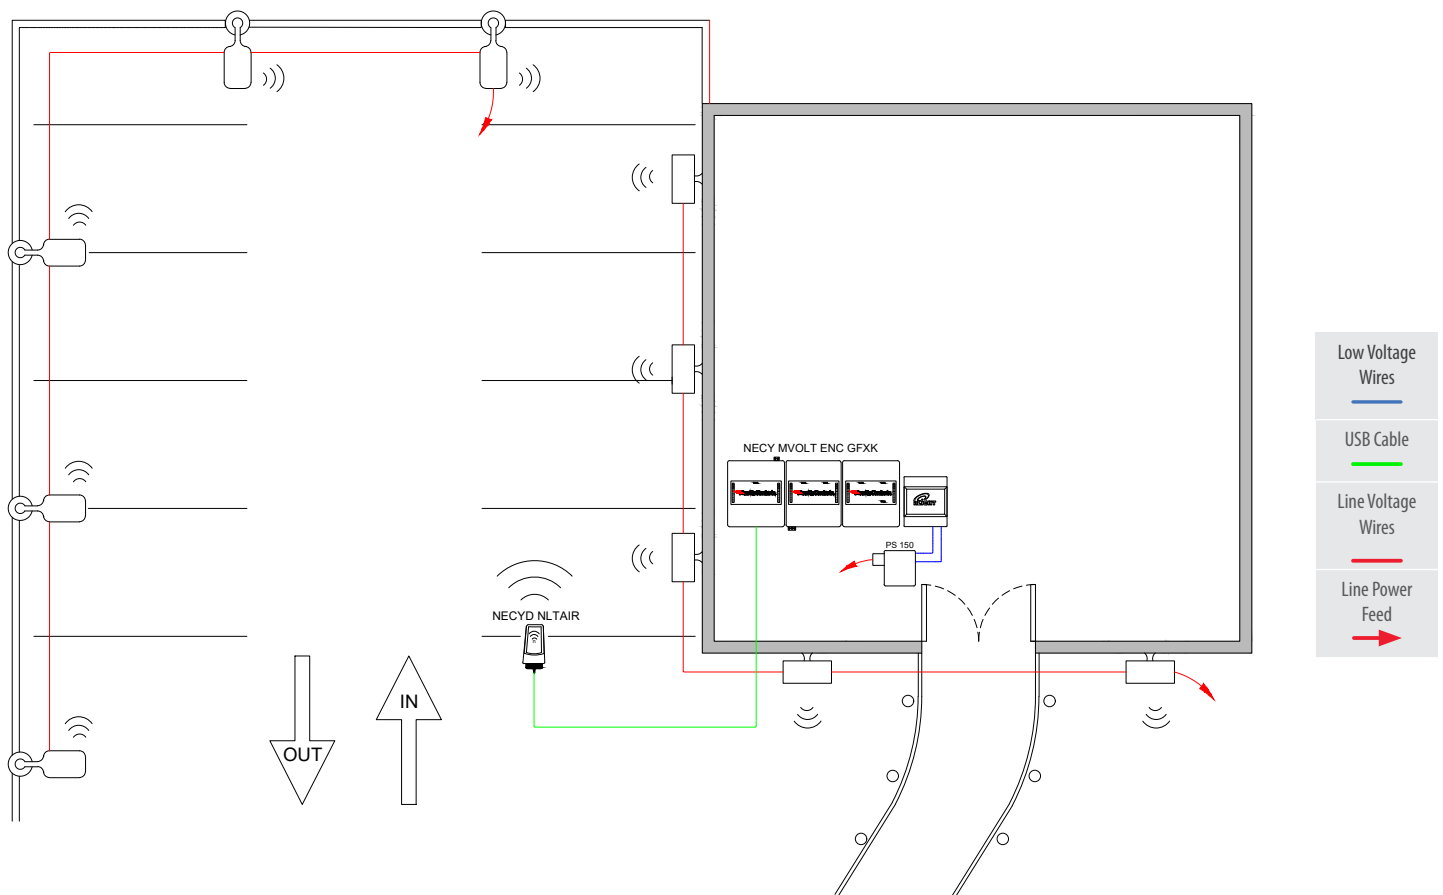 NECY MVOLT ENC GFXK
PS 150
NECYD NLTAIR
IN
OUT
Low Voltage
Wires
USB Cable
Line Voltage
Wires
Line Power
Feed